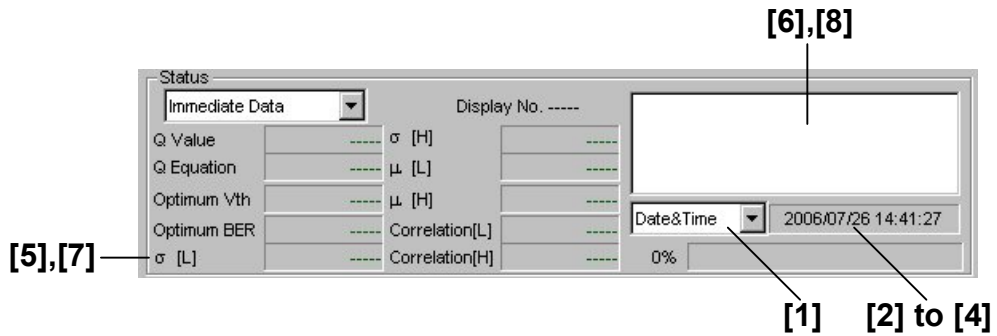 [6],[8]
Status
Immediate Data
Display No. -----
Q Value ----- σ [H] -----
Q Equation ----- μ [L] -----
Optimum Vth ----- μ [H] -----
Date&Time 2006/07/26 14:41:27
Optimum BER ----- Correlation[L] -----
[5],[7] σ [L] ----- Correlation[H] ----- 0%
[1] [2] to [4]